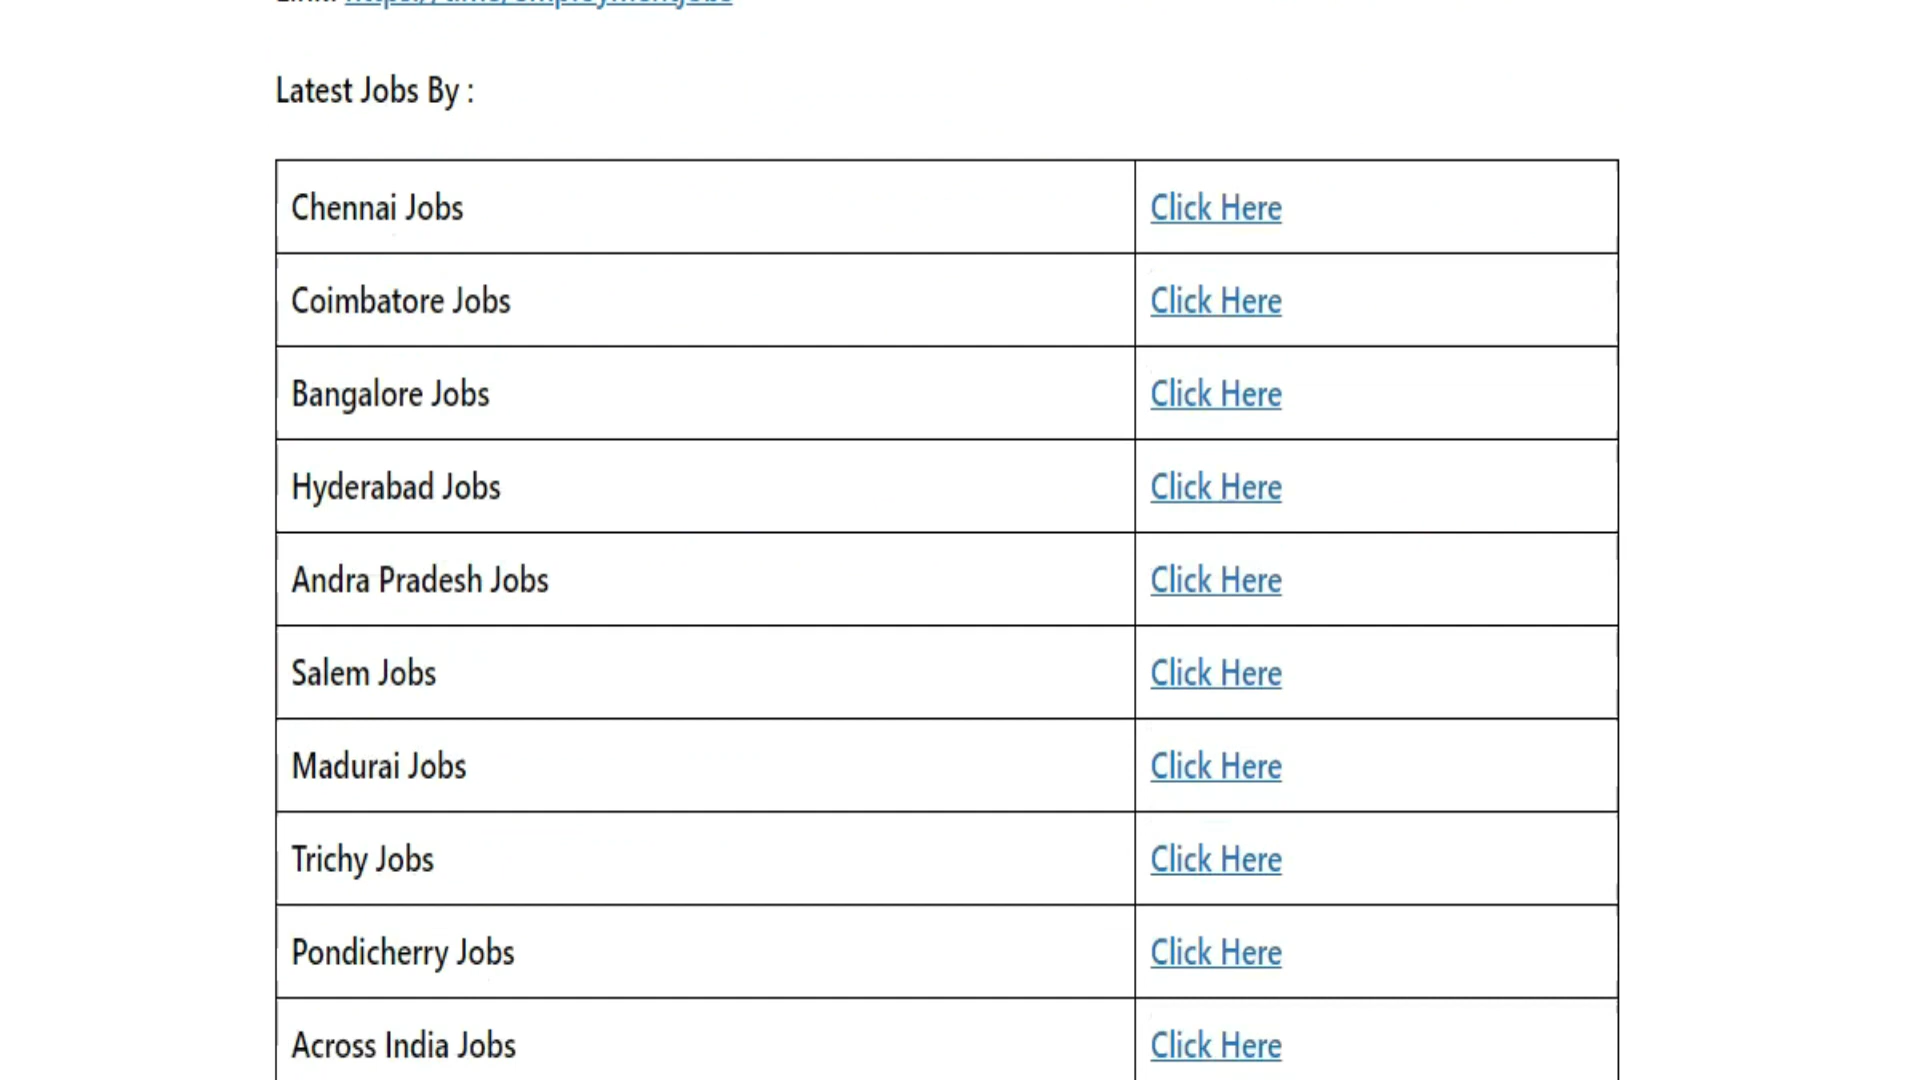 Latest Jobs By :
Chennai Jobs Click Here
Coimbatore Jobs Click Here
Bangalore Jobs Click Here
Hyderabad Jobs Click Here
Andra Pradesh Jobs Click Here
Salem Jobs Click Here
Madurai Jobs Click Here
Trichy Jobs Click Here
Pondicherry Jobs Click Here
Across India Jobs Click Here